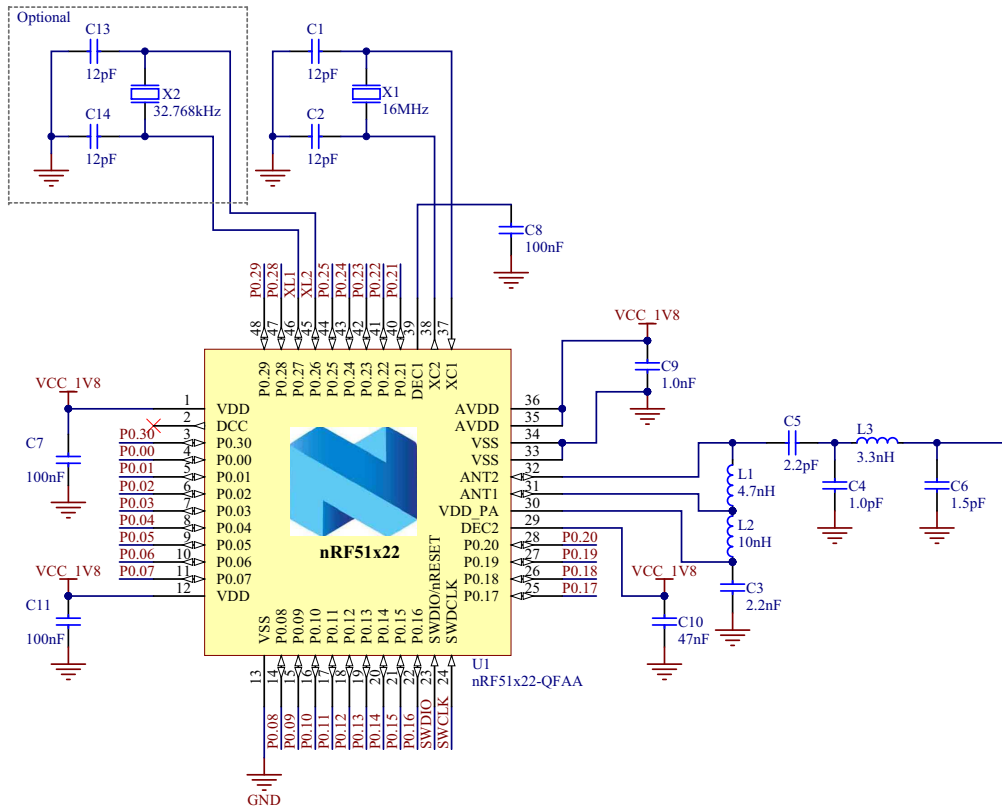 Optional
C13
12pF
X2
32.768kHz
C14
12pF
C1
12pF
X1
16MHz
C2
12pF
C8
100nF
P0.29
P0.28
XL1
XL2
P0.25
P0.24
P0.23
P0.22
P0.21
48
47
46
45
44
43
42
41
40
39
38
37
P0.29
P0.28
P0.27
P0.26
P0.25
P0.24
P0.23
P0.22
P0.21
DEC1
XC2
XC1
VCC_1V8
C7
100nF
VCC_1V8
C11
100nF
P0.30
P0.00
P0.01
P0.02
P0.03
P0.04
P0.05
P0.06
P0.07
1 VDD
2 DCC
3 P0.30
4 P0.00
5 P0.01
6 P0.02
7 P0.03
8 P0.04
9 P0.05
10 P0.06
11 P0.07
12 VDD
nRF51x22
AVDD 36
AVDD 35
VSS 34
VSS 33
ANT2 32
ANT1 31
VDD_PA 30
DEC2 29
P0.20 28 P0.20
P0.19 27 P0.19
P0.18 26 P0.18
P0.17 25 P0.17
VCC_1V8
C9
1.0nF
C5
2.2pF
L3
3.3nH
L1
4.7nH
C4
1.0pF
C6
1.5pF
L2
10nH
C3
2.2nF
VCC_1V8
C10
47nF
VSS
P0.08
P0.09
P0.10
P0.11
P0.12
P0.13
P0.14
P0.15
P0.16
SWDIO/nRESET
SWDCLK
U1
nRF51x22-QFAA
13
14
15
16
17
18
19
20
21
22
23
24
P0.08
P0.09
P0.10
P0.11
P0.12
P0.13
P0.14
P0.15
P0.16
SWDIO
SWCLK
GND